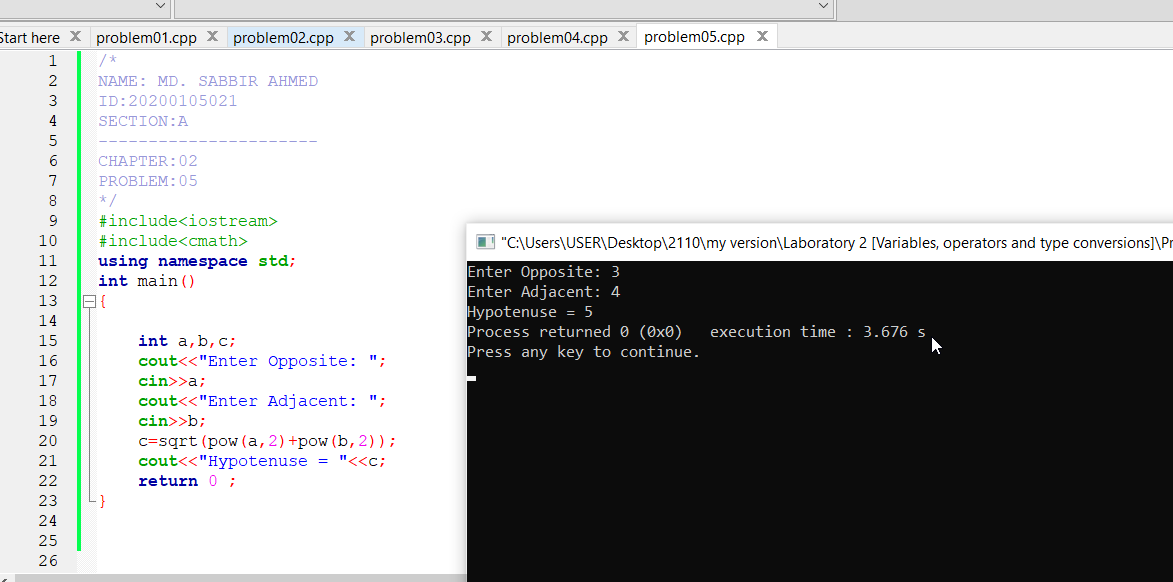 Start here X problem01.cpp X problem02.cpp X problem03.cpp X problem04.cpp X problem05.cpp X
1 /*
2 NAME: MD. SABBIR AHMED
3 ID:20200105021
4 SECTION:A
5 ----------------------
6 CHAPTER:02
7 PROBLEM:05
8 */
9 #include<iostream>
10 #include<cmath>
11 using namespace std;
12 int main()
13 {
14
15 int a,b,c;
16 cout<<"Enter Opposite: ";
17 cin>>a;
18 cout<<"Enter Adjacent: ";
19 cin>>b;
20 c=sqrt(pow(a,2)+pow(b,2));
21 cout<<"Hypotenuse = "<<c;
22 return 0 ;
23 }
24
25
26
"C:\Users\USER\Desktop\2110\my version\Laboratory 2 [Variables, operators and type conversions]\Pr
Enter Opposite: 3
Enter Adjacent: 4
Hypotenuse = 5
Process returned 0 (0x0)   execution time : 3.676 s
Press any key to continue.